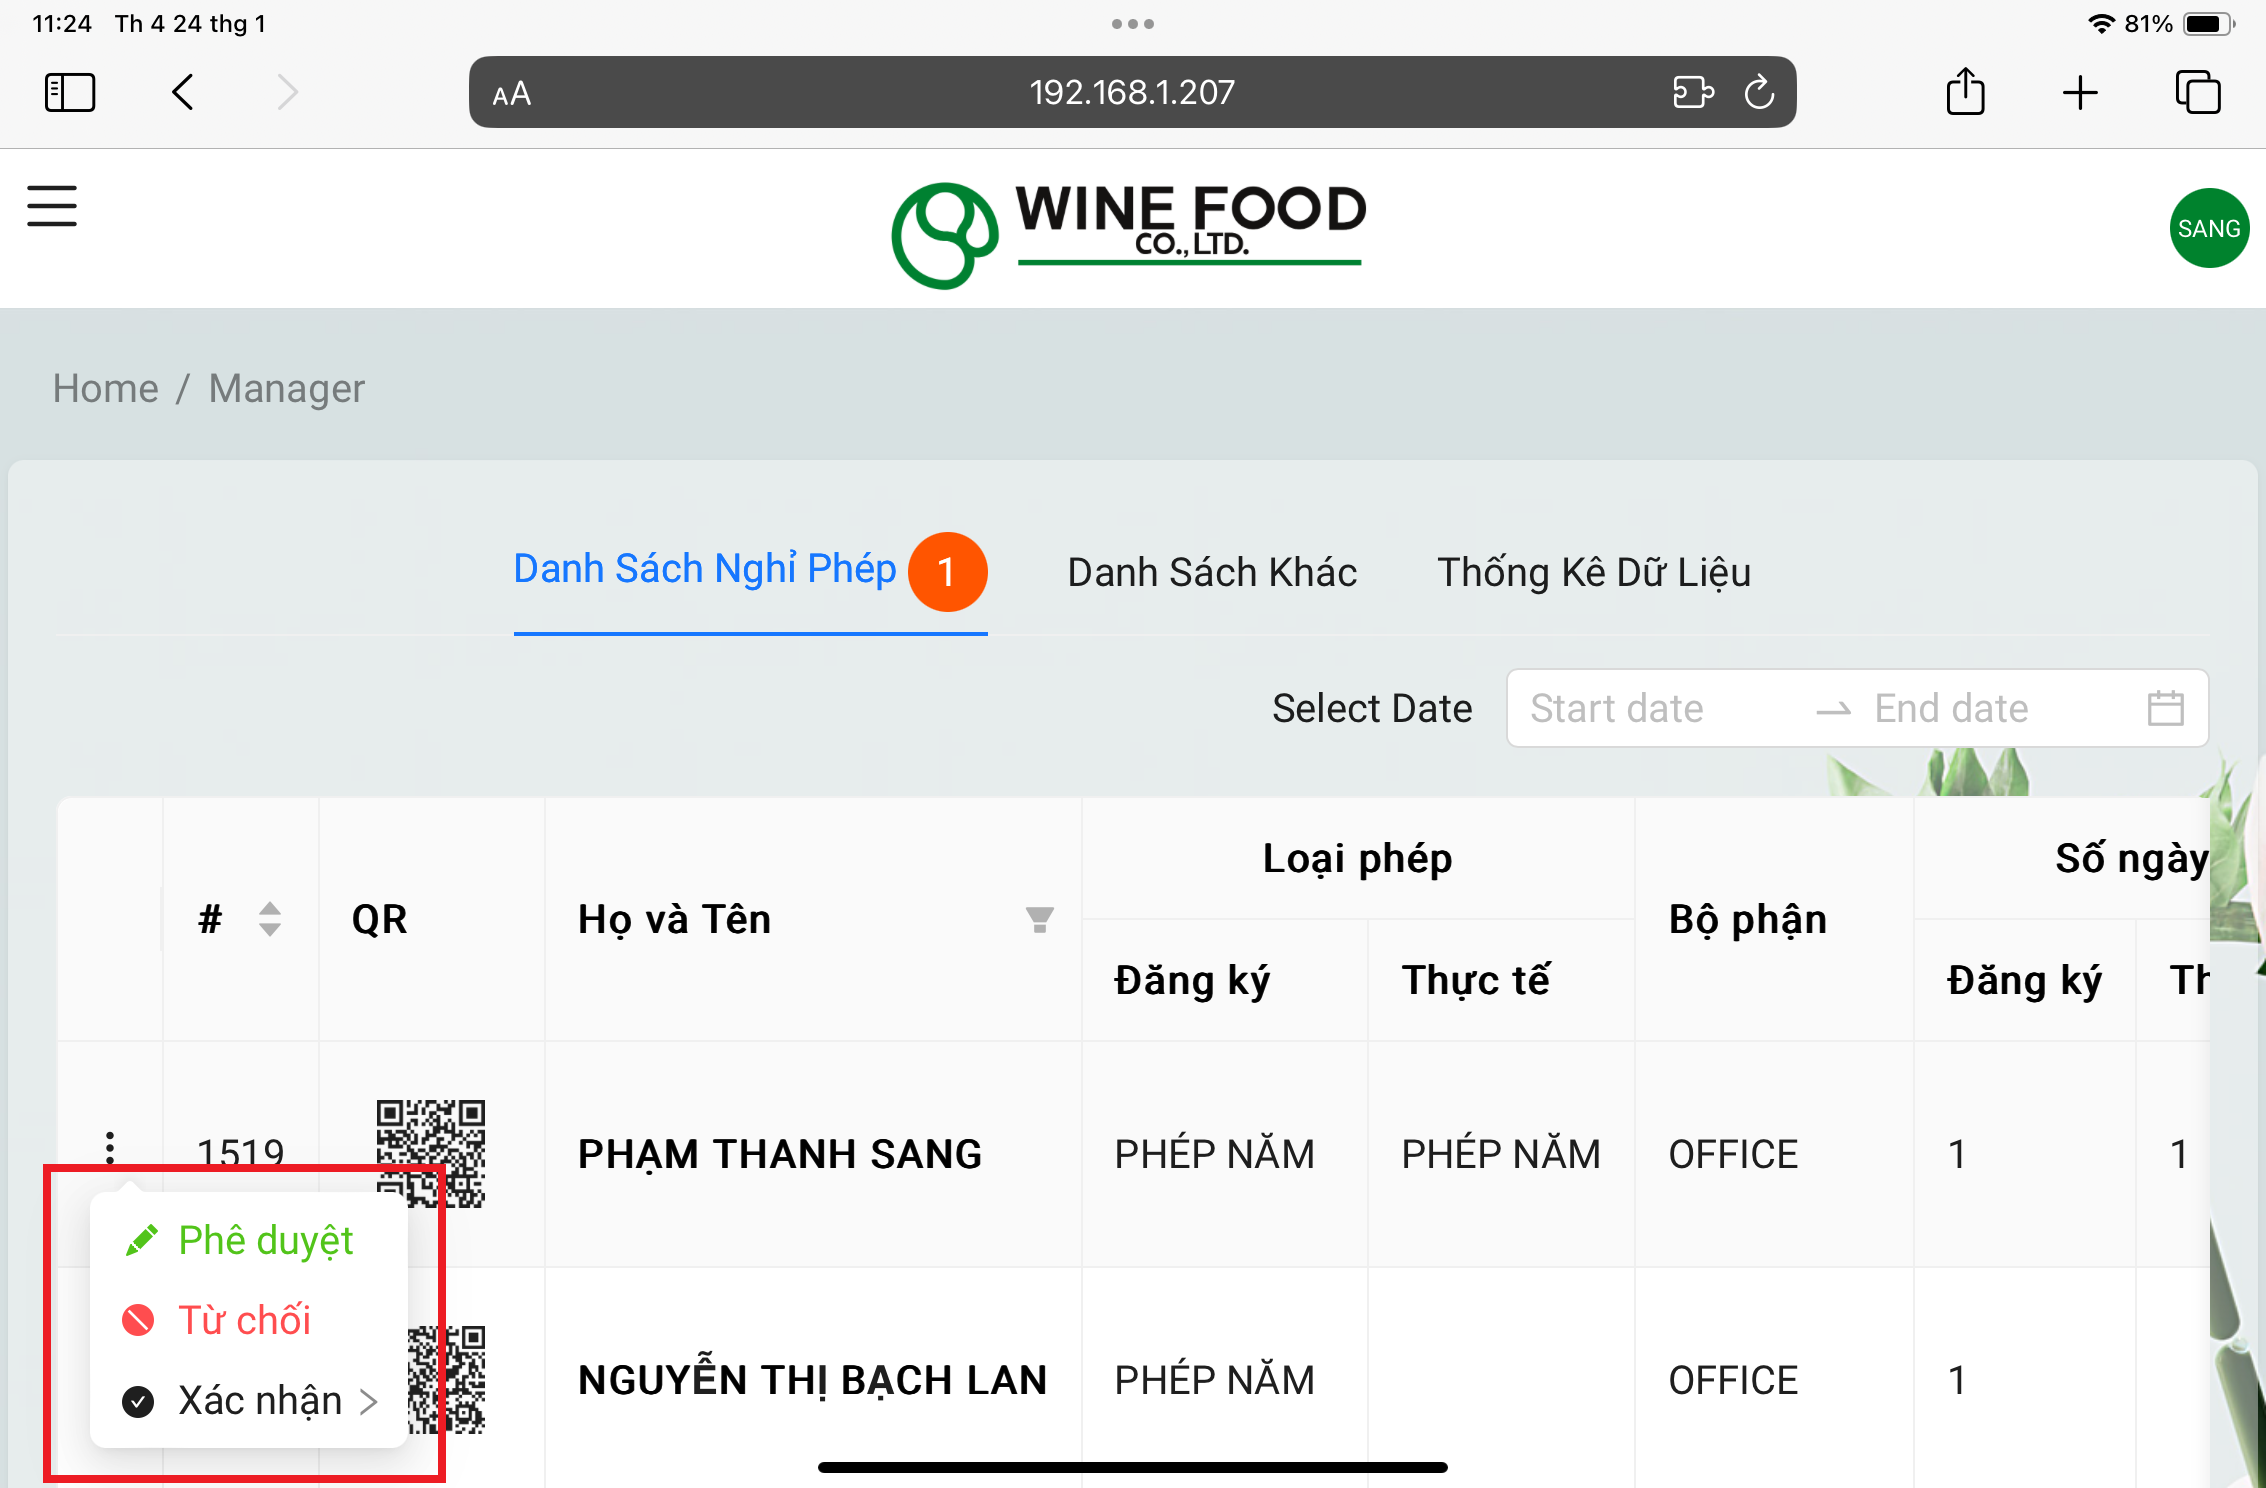 11:24 Th 4 24 thg 1 81%
AA 192.168.1.207
WINE FOOD
CO., LTD.
SANG
Home / Manager
Danh Sách Nghỉ Phép 1 Danh Sách Khác Thống Kê Dữ Liệu
Select Date Start date End date
Loại phép Số ngày
# QR Họ và Tên Bộ phận
Đăng ký Thực tế Đăng ký Th
1519 PHẠM THANH SANG PHÉP NĂM PHÉP NĂM OFFICE 1 1
Phê duyệt
Từ chối
NGUYỄN THỊ BẠCH LAN PHÉP NĂM OFFICE 1
Xác nhận